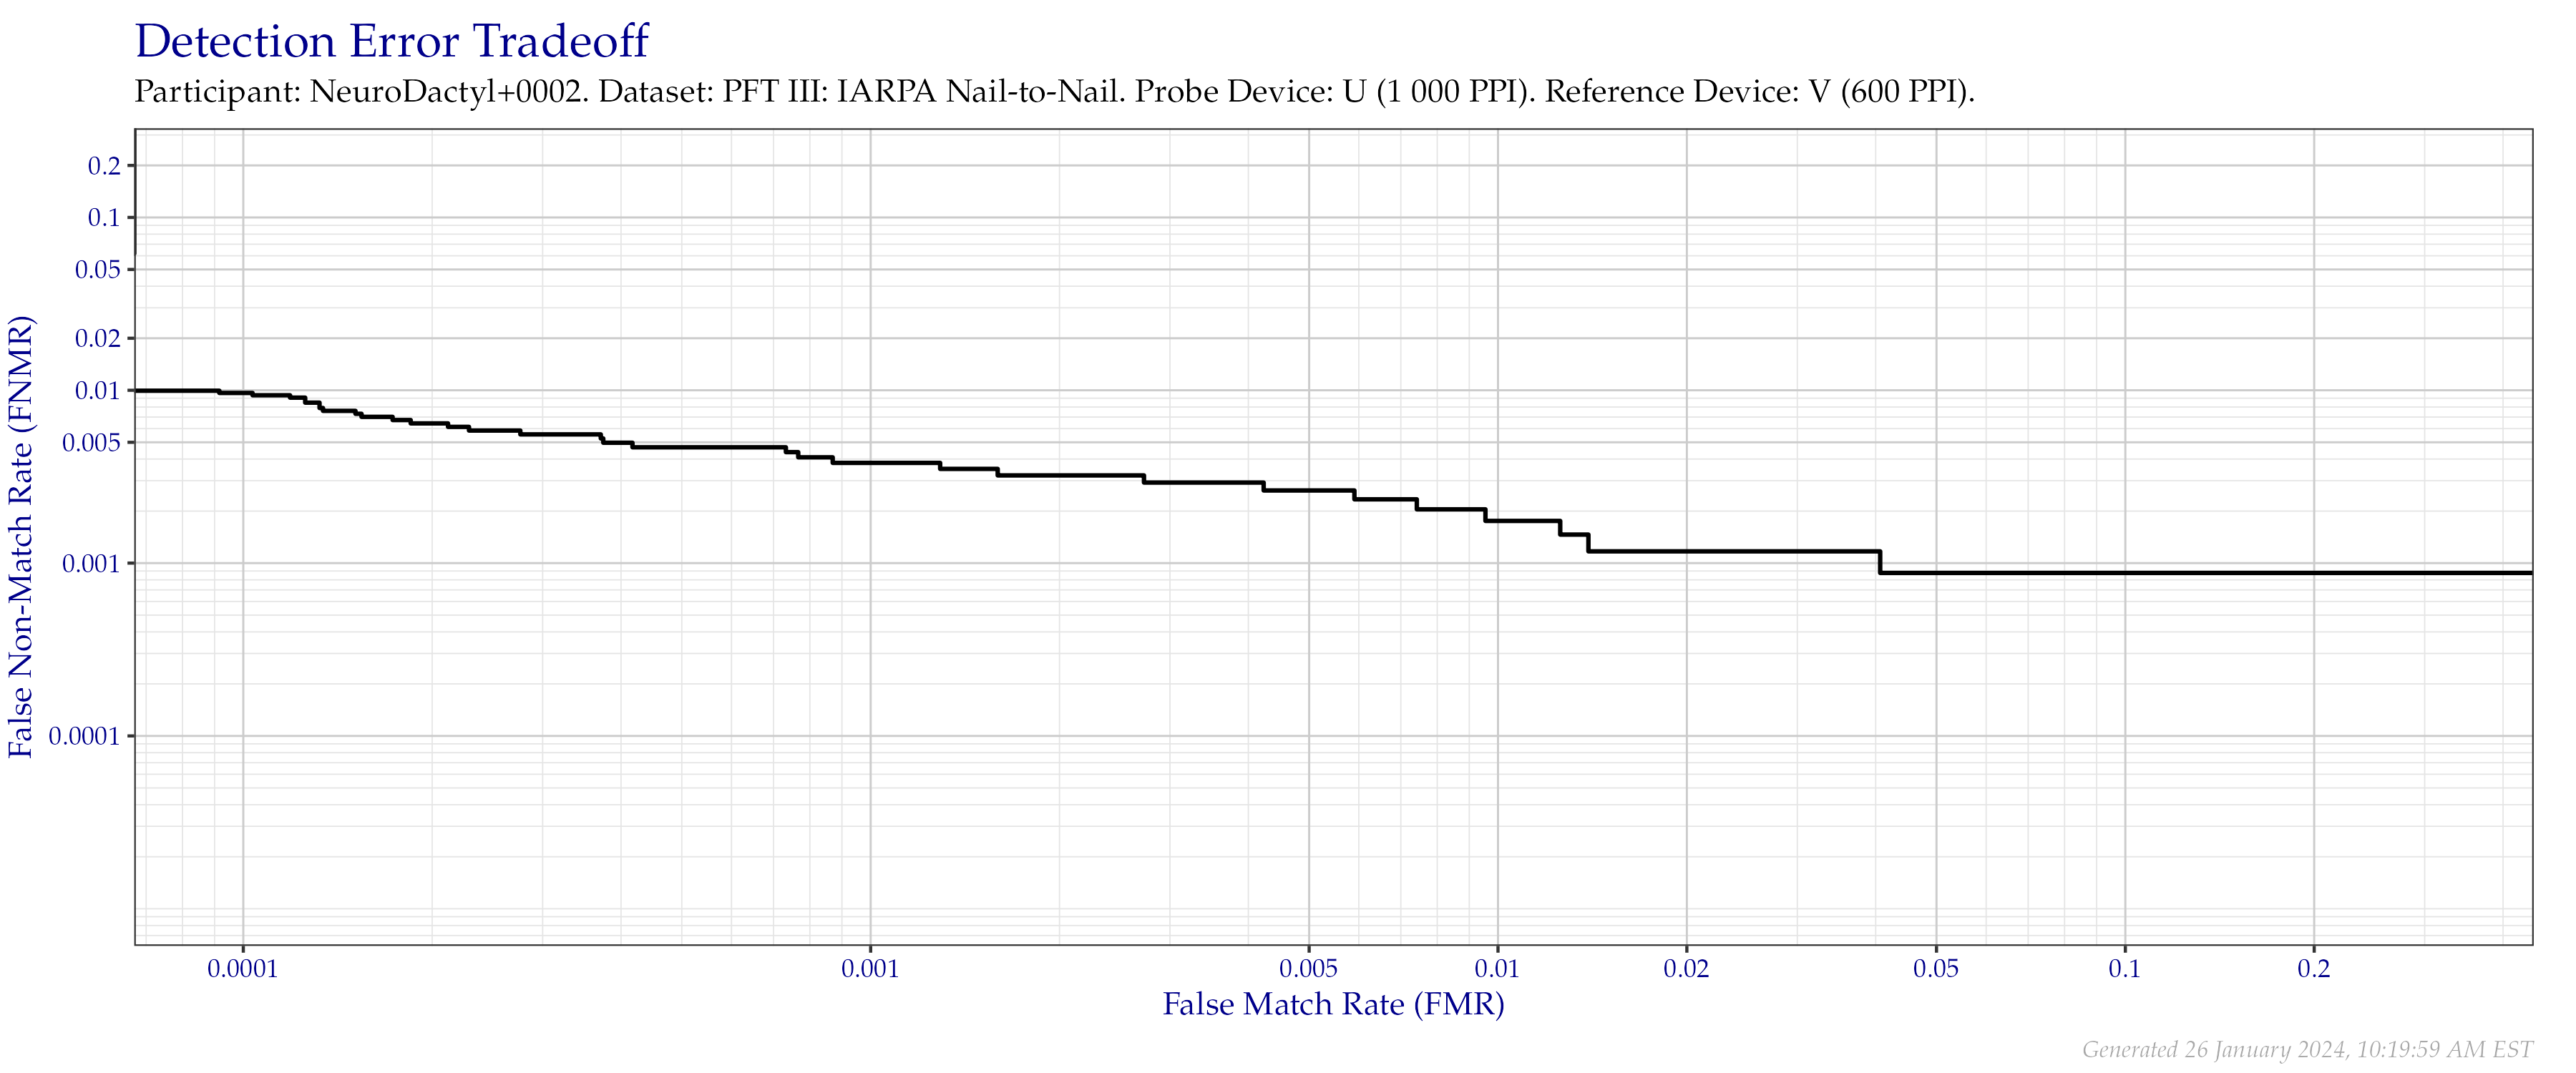 Detection Error Tradeoff
Participant: NeuroDactyl+0002. Dataset: PFT III: IARPA Nail-to-Nail. Probe Device: U (1 000 PPI). Reference Device: V (600 PPI).
False Non-Match Rate (FNMR)
0.2
0.1
0.05
0.02
0.01
0.005
0.001
0.0001
0.0001 0.001 0.005 0.01 0.02 0.05 0.1 0.2
False Match Rate (FMR)
Generated 26 January 2024, 10:19:59 AM EST